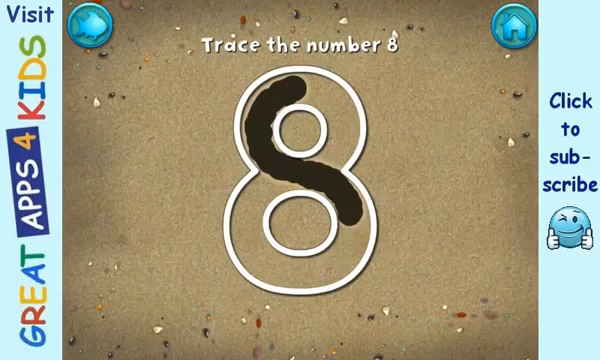 Visit
GREAT APPS 4 KIDS
Trace the number 8
8
Click
to
sub-
scribe